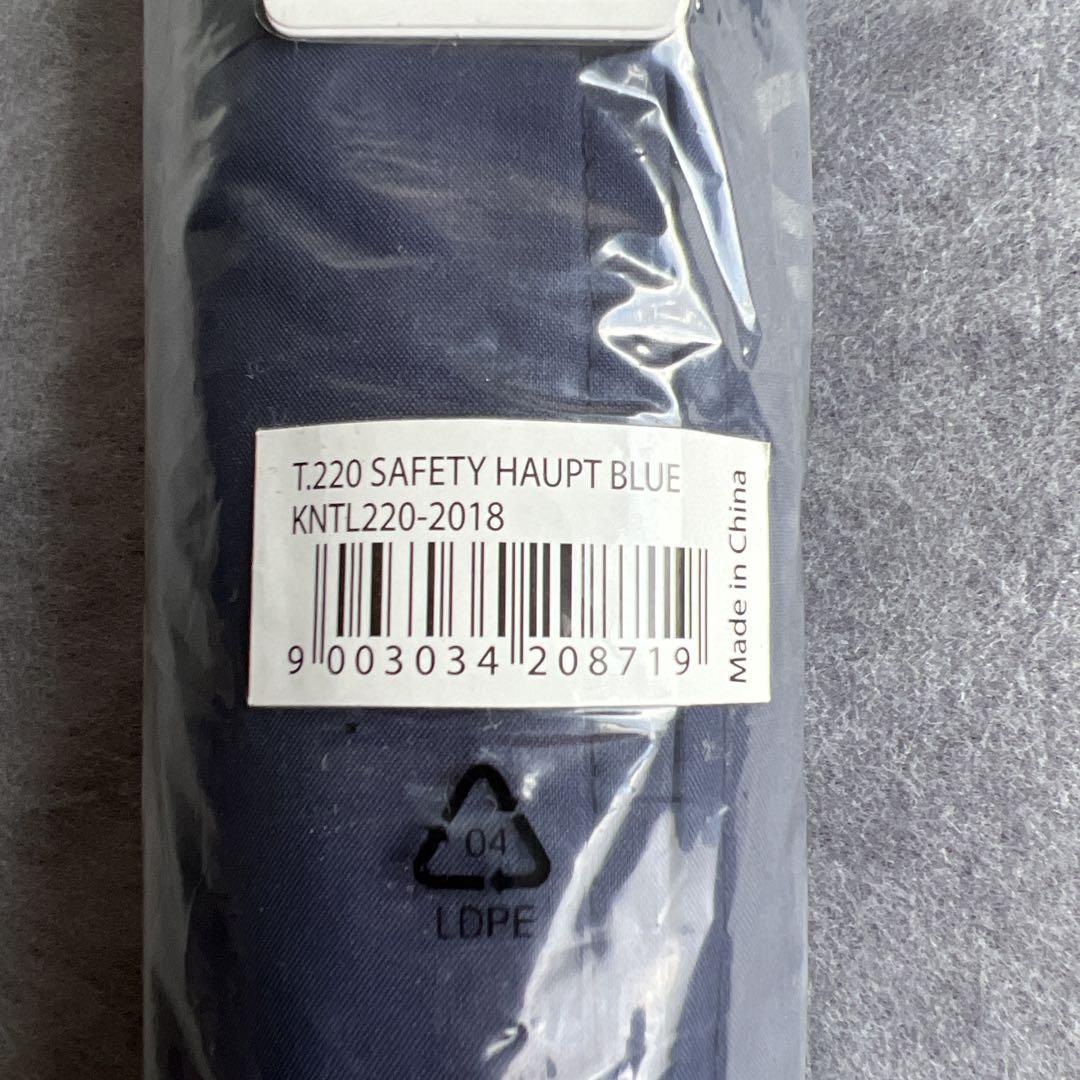 T.220 SAFETY HAUPT BLUE
KNTL220-2018
9 003034 208719
Made in China
04
LDPE